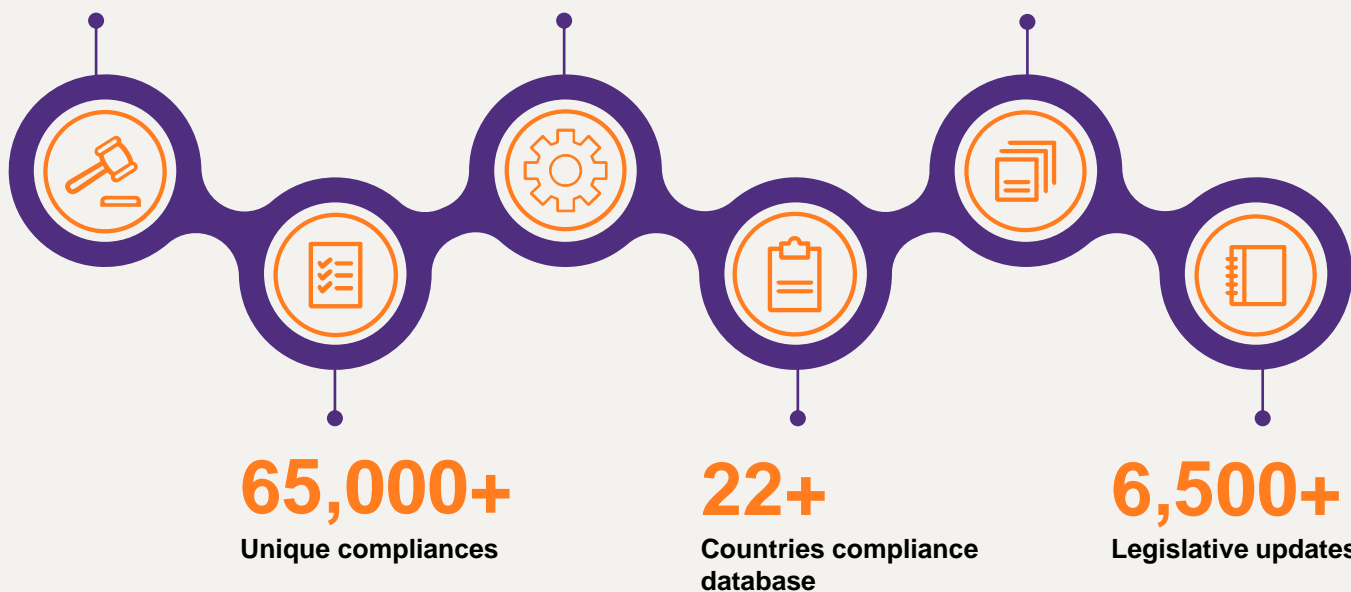 65,000+
Unique compliances
22+
Countries compliance
database
6,500+
Legislative updates